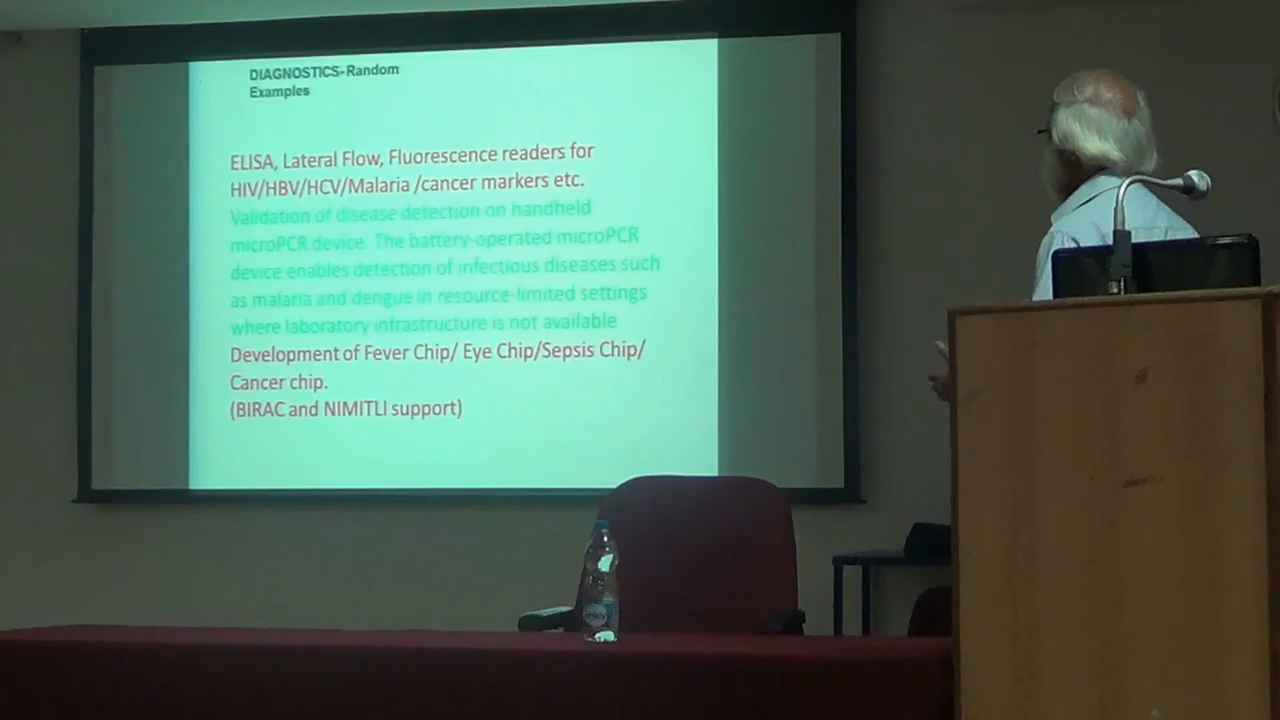 DIAGNOSTICS-Random
Examples
ELISA, Lateral Flow, Fluorescence readers for
HIV/HBV/HCV/Malaria /cancer markers etc.
Validation of disease detection on handheld
microPCR device. The battery-operated microPCR
device enables detection of infectious diseases such
as malaria and dengue in resource-limited settings
where laboratory infrastructure is not available
Development of Fever Chip/ Eye Chip/Sepsis Chip/
Cancer chip.
(BIRAC and NIMITLI support)